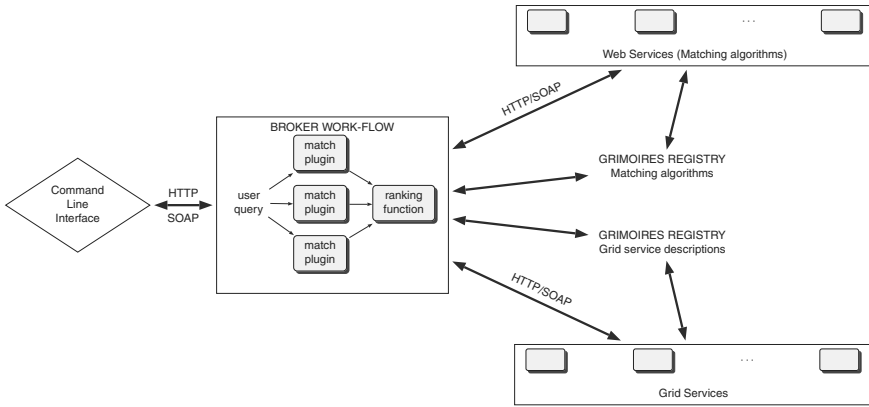 Command
Line
Interface
HTTP
SOAP
BROKER WORK-FLOW
user
query
match
plugin
match
plugin
match
plugin
ranking
function
HTTP/SOAP
HTTP/SOAP
. . .
Web Services (Matching algorithms)
GRIMOIRES REGISTRY
Matching algorithms
GRIMOIRES REGISTRY
Grid service descriptions
. . .
Grid Services